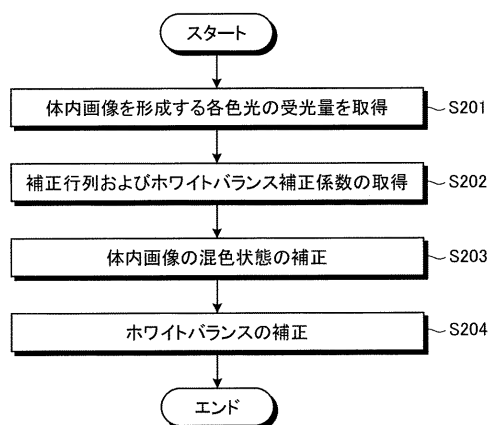 スタート
体内画像を形成する各色光の受光量を取得
S201
補正行列およびホワイトバランス補正係数の取得
S202
体内画像の混色状態の補正
S203
ホワイトバランスの補正
S204
エンド